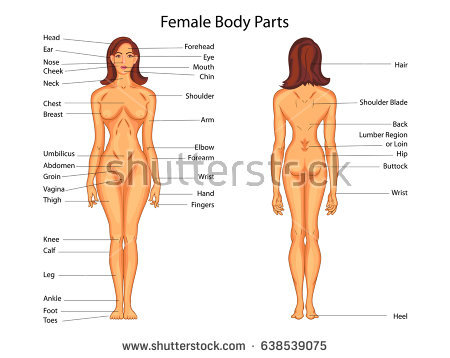 Female Body Parts
Head
Ear
Nose
Cheek
Neck
Chest
Breast
Umbilicus
Abdomen
Groin
Vagina
Thigh
Knee
Calf
Leg
Ankle
Foot
Toes
Forehead
Eye
Mouth
Chin
Shoulder
Arm
Elbow
Forearm
Wrist
Hand
Fingers
Hair
Shoulder Blade
Back
Lumber Region
or Loin
Hip
Buttock
Wrist
Heel
shutterstock
www.shutterstock.com · 638539075